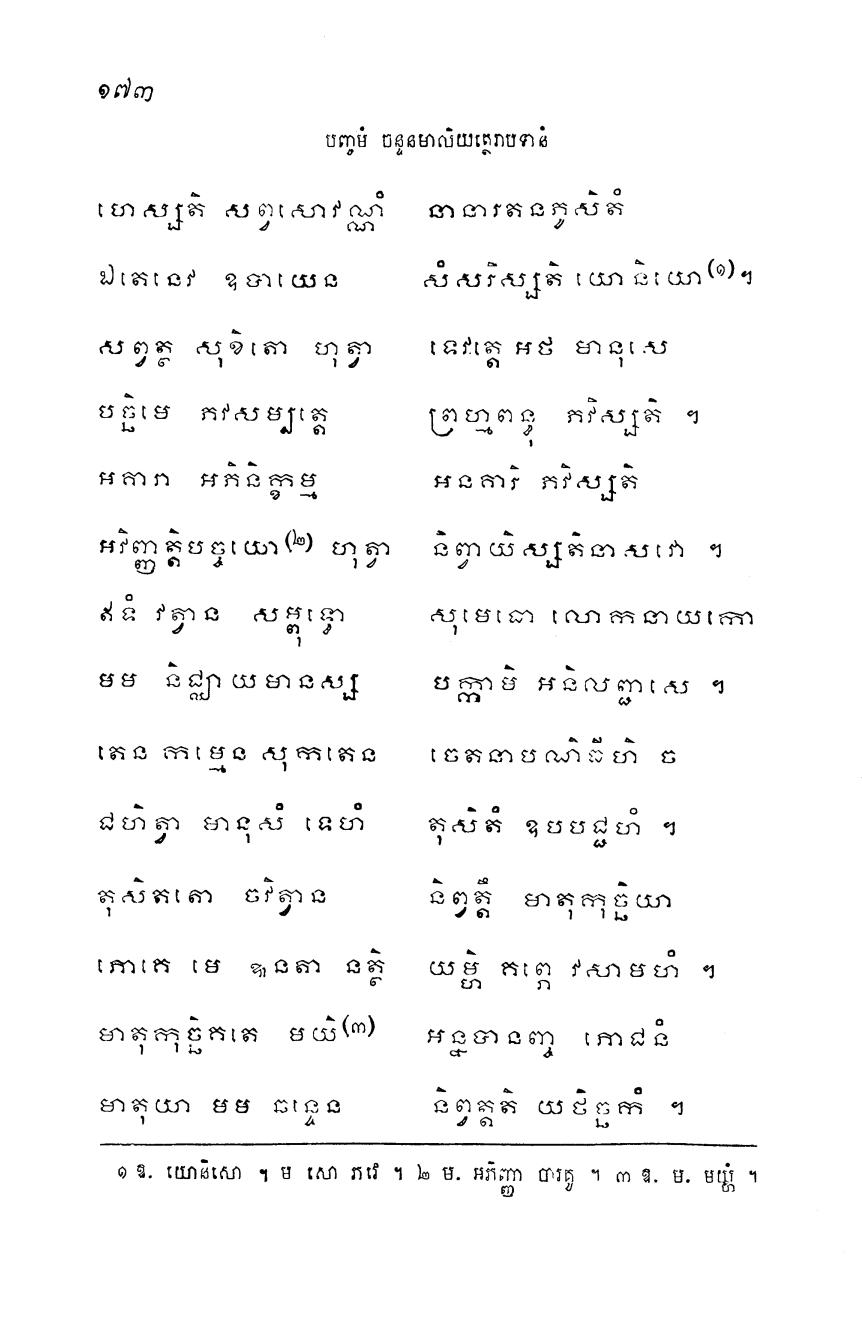 ១៧៣
បញ្ចមំ ចន្ទនមាលិយត្ថេរាបទានំ
ហេស្សតិ សព្វសោវណ្ណំ នានារតនភូសិតំ
ឯតេនេវ ឧទាយេន សំសរិស្សតិ យោនិយោ(១)។
សព្វត្ថ សុខិតោ ហុត្វា ទេវត្តេ អថ មានុសេ
បច្ឆិមេ ភវសម្បត្តេ ព្រហ្មពន្ធុ ភវិស្សតិ ។
អគារា អភិនិក្ខម្ម អនគារិ ភវិស្សតិ
អវិញ្ញត្តិបច្ចយោ(២) ហុត្វា និព្វាយិស្សតិនាសវោ ។
ឥទំ វត្វាន សម្ពុទ្ធោ សុមេធោ លោកនាយកោ
មម និជ្ឈាយមានស្ស បក្កាមិ អនិលញ្ជសេ ។
តេន កម្មេន សុកតេន ចេតនាបណិធីហិ ច
ជហិត្វា មានុសំ ទេហំ តុសិតំ ឧបបជ្ជហំ ។
តុសិតតោ ចវិត្វាន និព្វត្តឹ មាតុកុច្ឆិយា
ភោគេ មេ ឩនតា នត្ថិ យម្ហិ គព្ភេ វសាមហំ ។
មាតុកុច្ឆិគតេ មយិ(៣) អន្នទានញ្ច ភោជនំ
មាតុយា មម ឆន្ទេន និព្វត្តតិ យថិច្ឆកំ ។
១ ឱ. យោនិសោ ។ ម សោ ភវេ ។ ២ ម. អភិញ្ញា បារគូ ។ ៣ ឱ. ម. មយ្ហំ ។